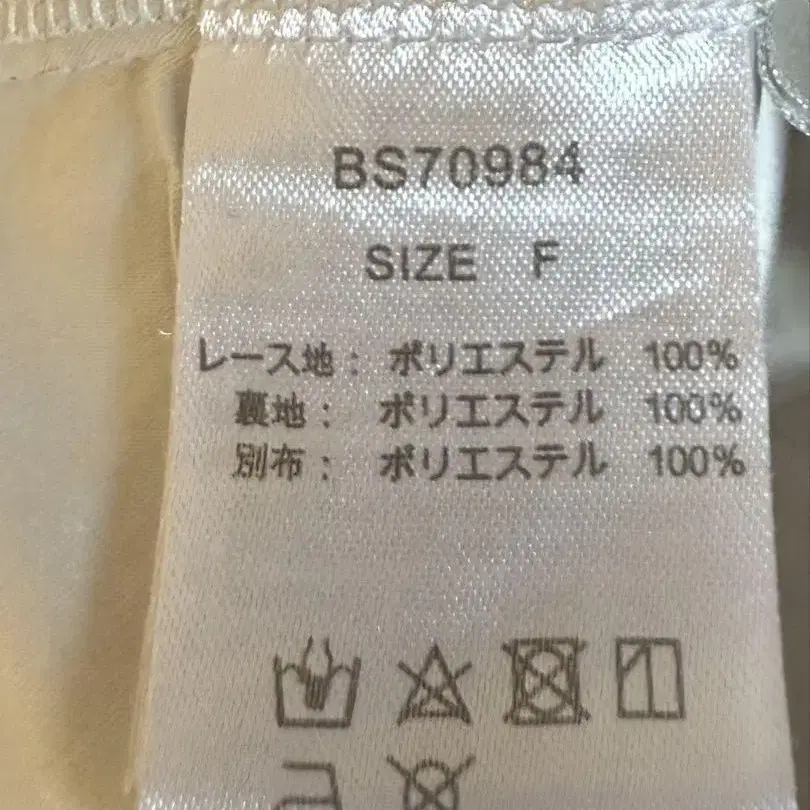 BS70984
SIZE F
レース地： ポリエステル 100%
裏地： ポリエステル 100%
別布： ポリエステル 100%